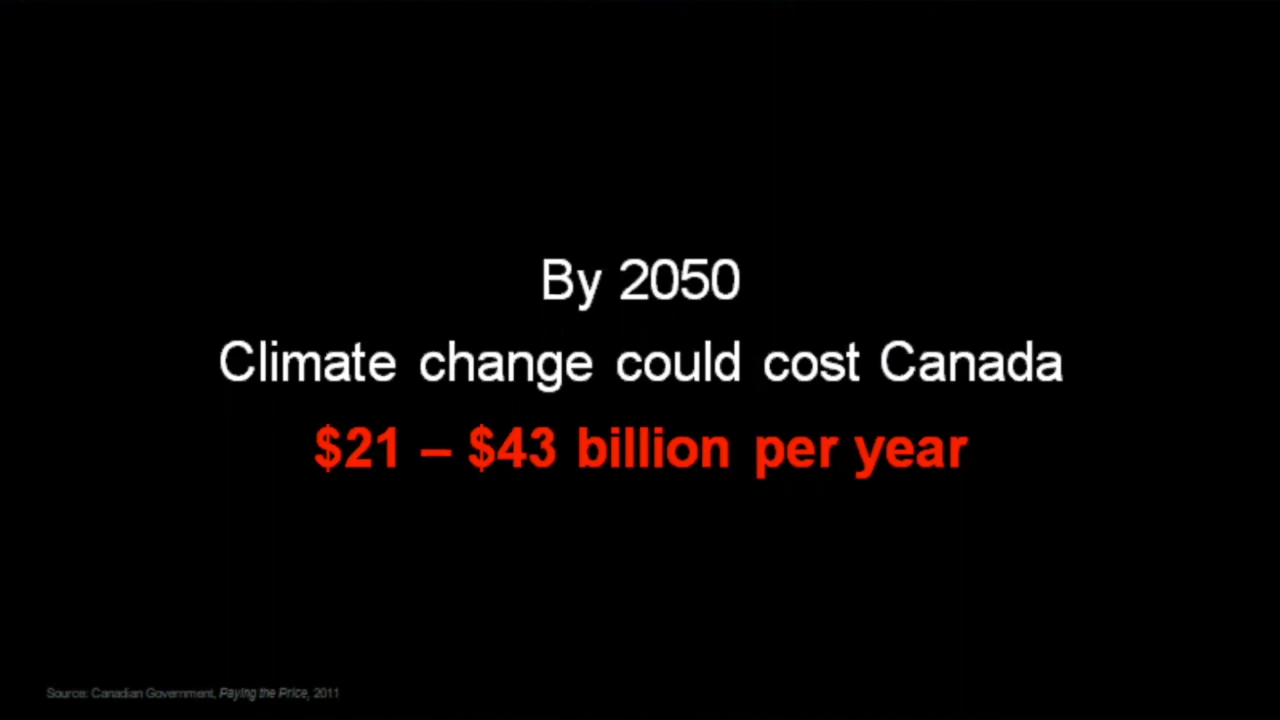 By 2050
Climate change could cost Canada
$21 – $43 billion per year
Source: Canadian Government, Paying the Price, 2011